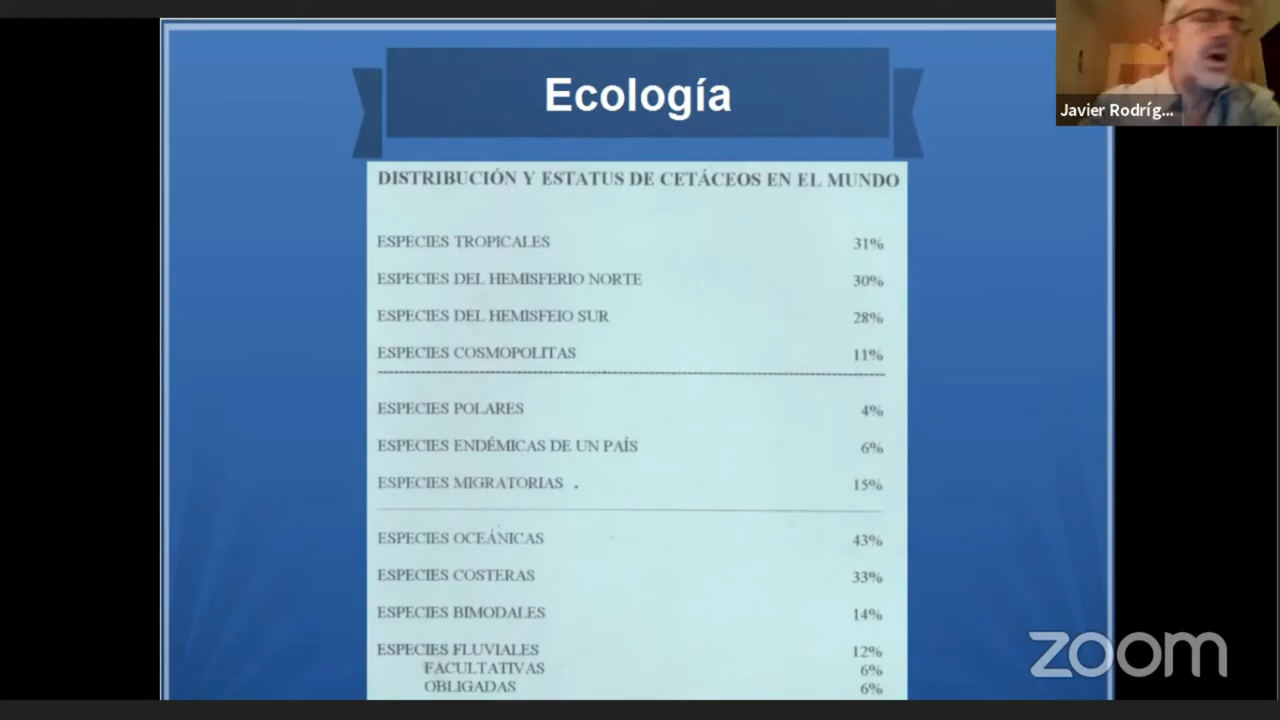 Ecología
Javier Rodríg...
DISTRIBUCIÓN Y ESTATUS DE CETÁCEOS EN EL MUNDO
ESPECIES TROPICALES 31%
ESPECIES DEL HEMISFERIO NORTE 30%
ESPECIES DEL HEMISFEIO SUR 28%
ESPECIES COSMOPOLITAS 11%
ESPECIES POLARES 4%
ESPECIES ENDÉMICAS DE UN PAÍS 6%
ESPECIES MIGRATORIAS . 15%
ESPECIES OCEÁNICAS 43%
ESPECIES COSTERAS 33%
ESPECIES BIMODALES 14%
ESPECIES FLUVIALES 12%
FACULTATIVAS 6%
OBLIGADAS 6%
zoom